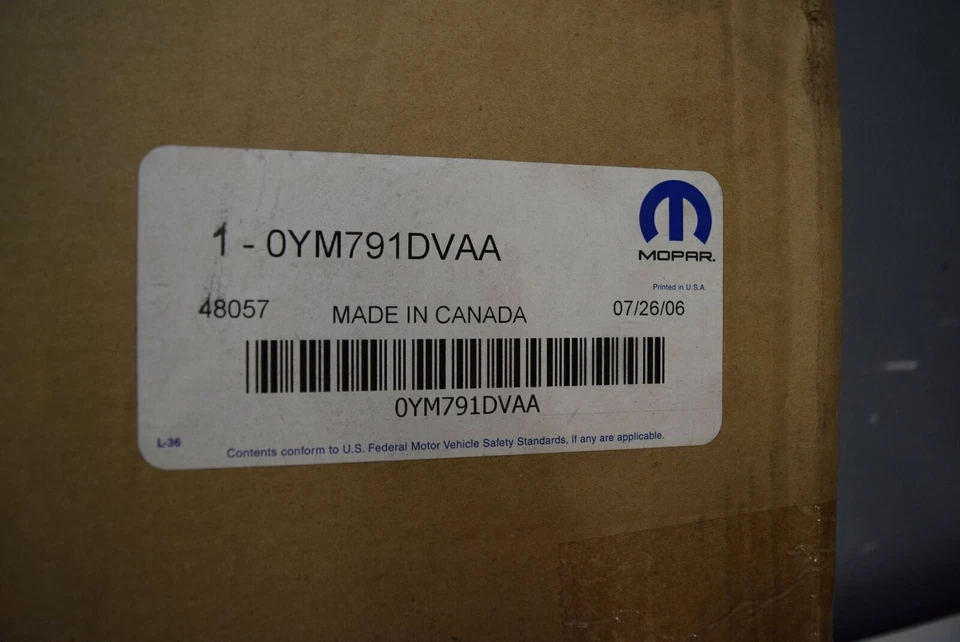 1 - 0YM791DVAA
MOPAR.
Printed in U.S.A.
48057 MADE IN CANADA 07/26/06
0YM791DVAA
L-36
Contents conform to U.S. Federal Motor Vehicle Safety Standards, if any are applicable.